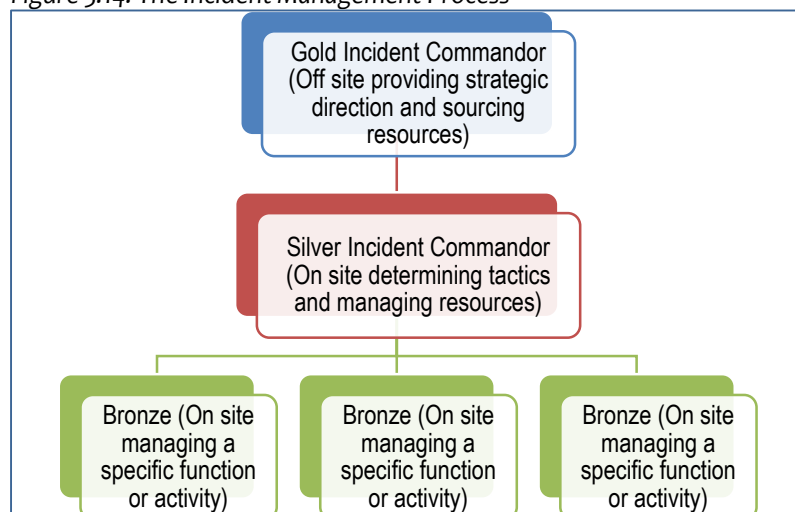 Figure 5.14: The Incident Management Process
Gold Incident Commandor
(Off site providing strategic
direction and sourcing
resources)
Silver Incident Commandor
(On site determining tactics
and managing resources)
Bronze (On site
managing a
specific function
or activity)
Bronze (On site
managing a
specific function
or activity)
Bronze (On site
managing a
specific function
or activity)